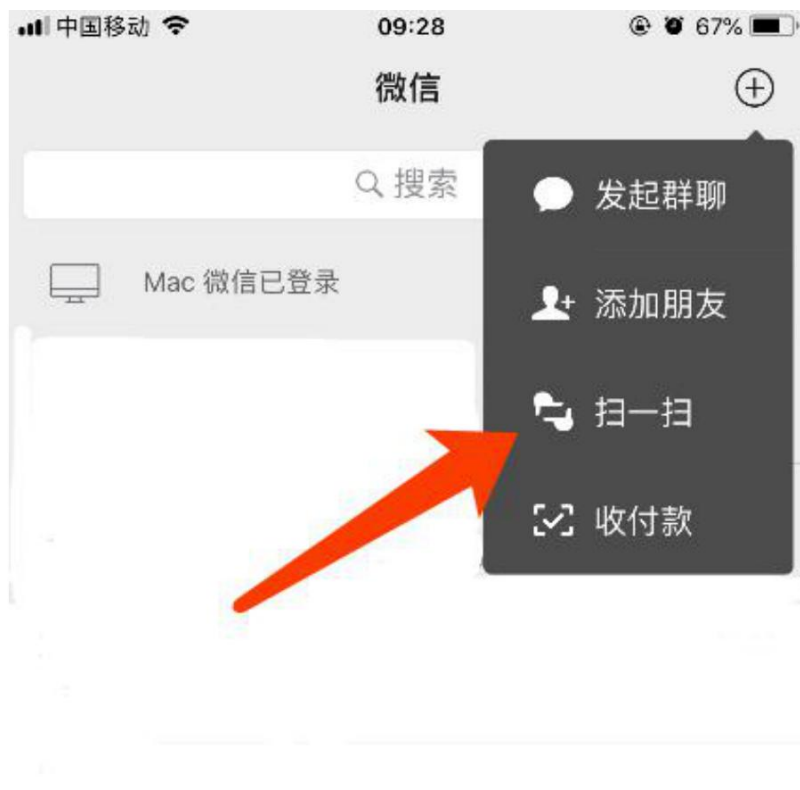 中国移动 09:28 67%
微信
搜索
Mac 微信已登录
发起群聊
添加朋友
扫一扫
收付款